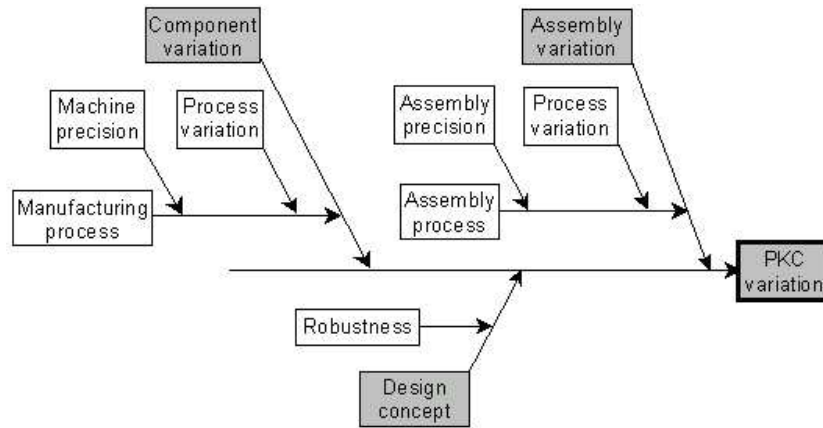 Component
variation
Assembly
variation
Machine
precision
Process
variation
Assembly
precision
Process
variation
Manufacturing
process
Assembly
process
PKC
variation
Robustness
Design
concept